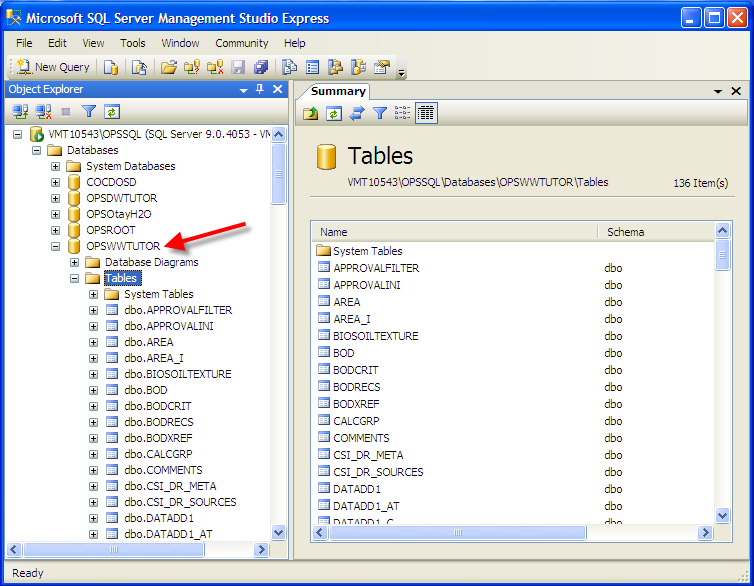 Microsoft SQL Server Management Studio Express
File Edit View Tools Window Community Help
New Query
Object Explorer
VMT10543\OPSSQL (SQL Server 9.0.4053 - VM
Databases
System Databases
COCDOSD
OPSDWTUTOR
OPSOtayH2O
OPSROOT
OPSWWTUTOR
Database Diagrams
Tables
System Tables
dbo.APPROVALFILTER
dbo.APPROVALINI
dbo.AREA
dbo.AREA_I
dbo.BIOSOILTEXTURE
dbo.BOD
dbo.BODCRIT
dbo.BODRECS
dbo.BODXREF
dbo.CALCGRP
dbo.COMMENTS
dbo.CSI_DR_META
dbo.CSI_DR_SOURCES
dbo.DATADD1
dbo.DATADD1_AT
Summary
Tables
VMT10543\OPSSQL\Databases\OPSWWTUTOR\Tables 136 Item(s)
Name Schema
System Tables
APPROVALFILTER dbo
APPROVALINI dbo
AREA dbo
AREA_I dbo
BIOSOILTEXTURE dbo
BOD dbo
BODCRIT dbo
BODRECS dbo
BODXREF dbo
CALCGRP dbo
COMMENTS dbo
CSI_DR_META dbo
CSI_DR_SOURCES dbo
DATADD1 dbo
DATADD1_AT dbo
DATADD1_C dbo
Ready